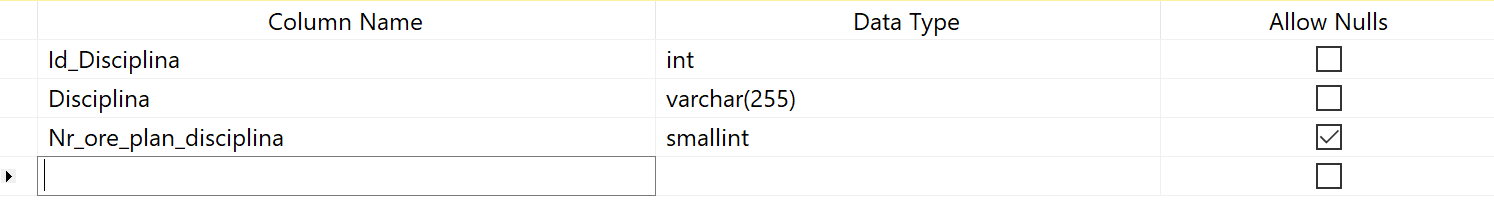 Column Name Data Type Allow Nulls
Id_Disciplina int
Disciplina varchar(255)
Nr_ore_plan_disciplina smallint